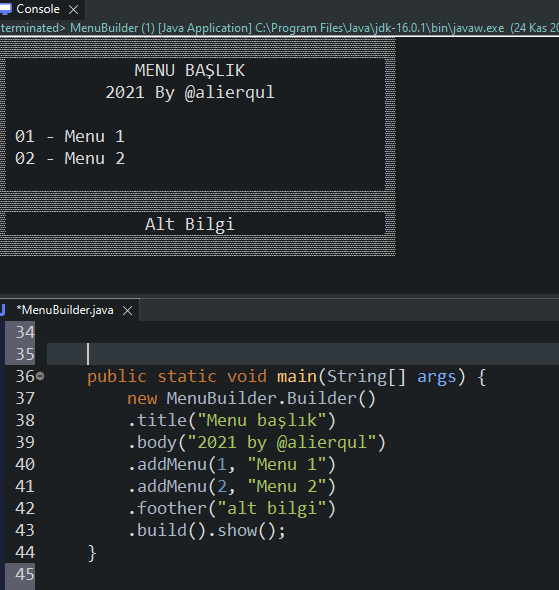 Console
terminated> MenuBuilder (1) [Java Application] C:\Program Files\Java\jdk-16.0.1\bin\javaw.exe (24 Kas 20
MENU BAŞLIK
2021 By @alierqul
01 - Menu 1
02 - Menu 2
Alt Bilgi
*MenuBuilder.java
34
35
36 public static void main(String[] args) {
37 new MenuBuilder.Builder()
38 .title("Menu başlık")
39 .body("2021 by @alierqul")
40 .addMenu(1, "Menu 1")
41 .addMenu(2, "Menu 2")
42 .foother("alt bilgi")
43 .build().show();
44 }
45